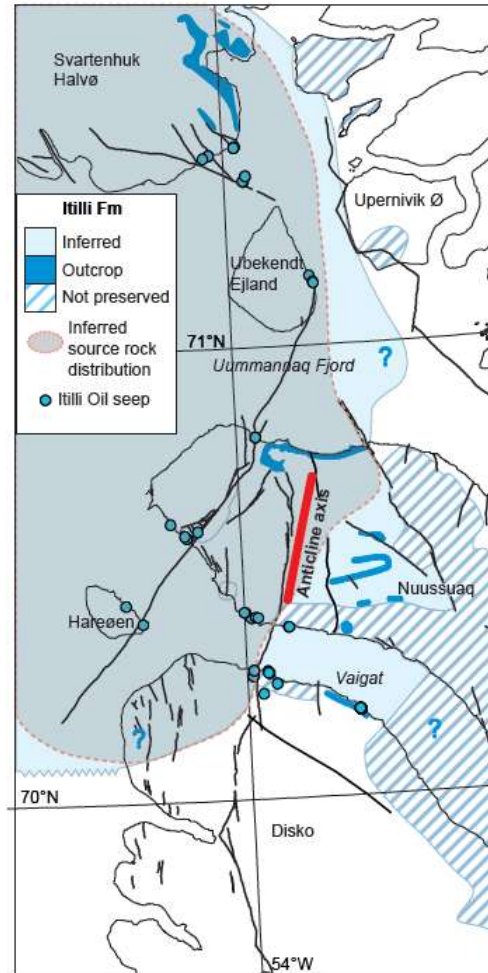 Svartenhuk
Halvø
Upernivik Ø
Itilli Fm
Inferred
Outcrop
Not preserved
Inferred
source rock
distribution
Itilli Oil seep
Ubekendt
Ejland
71°N
Uummannaq Fjord
?
Anticline axis
Nuussuaq
Hareøen
Vaigat
?
?
70°N
Disko
54°W